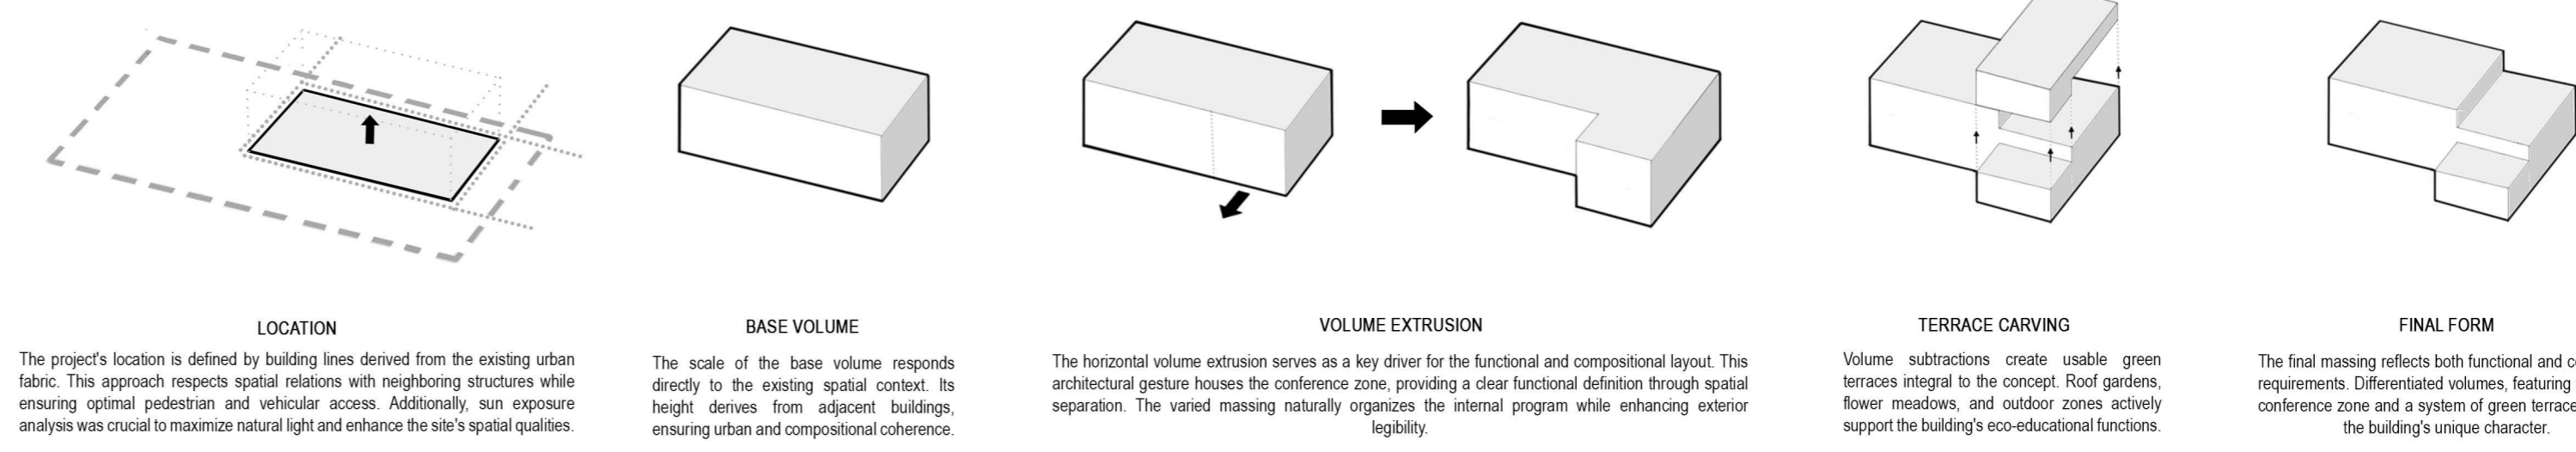 LOCATION
The project's location is defined by building lines derived from the existing urban
fabric. This approach respects spatial relations with neighboring structures while
ensuring optimal pedestrian and vehicular access. Additionally, sun exposure
analysis was crucial to maximize natural light and enhance the site's spatial qualities.
BASE VOLUME
The scale of the base volume responds
directly to the existing spatial context. Its
height derives from adjacent buildings,
ensuring urban and compositional coherence.
VOLUME EXTRUSION
The horizontal volume extrusion serves as a key driver for the functional and compositional layout. This
architectural gesture houses the conference zone, providing a clear functional definition through spatial
separation. The varied massing naturally organizes the internal program while enhancing exterior
legibility.
TERRACE CARVING
Volume subtractions create usable green
terraces integral to the concept. Roof gardens,
flower meadows, and outdoor zones actively
support the building's eco-educational functions.
FINAL FORM
The final massing reflects both functional and
requirements. Differentiated volumes, featuring
conference zone and a system of green
the building's unique character.